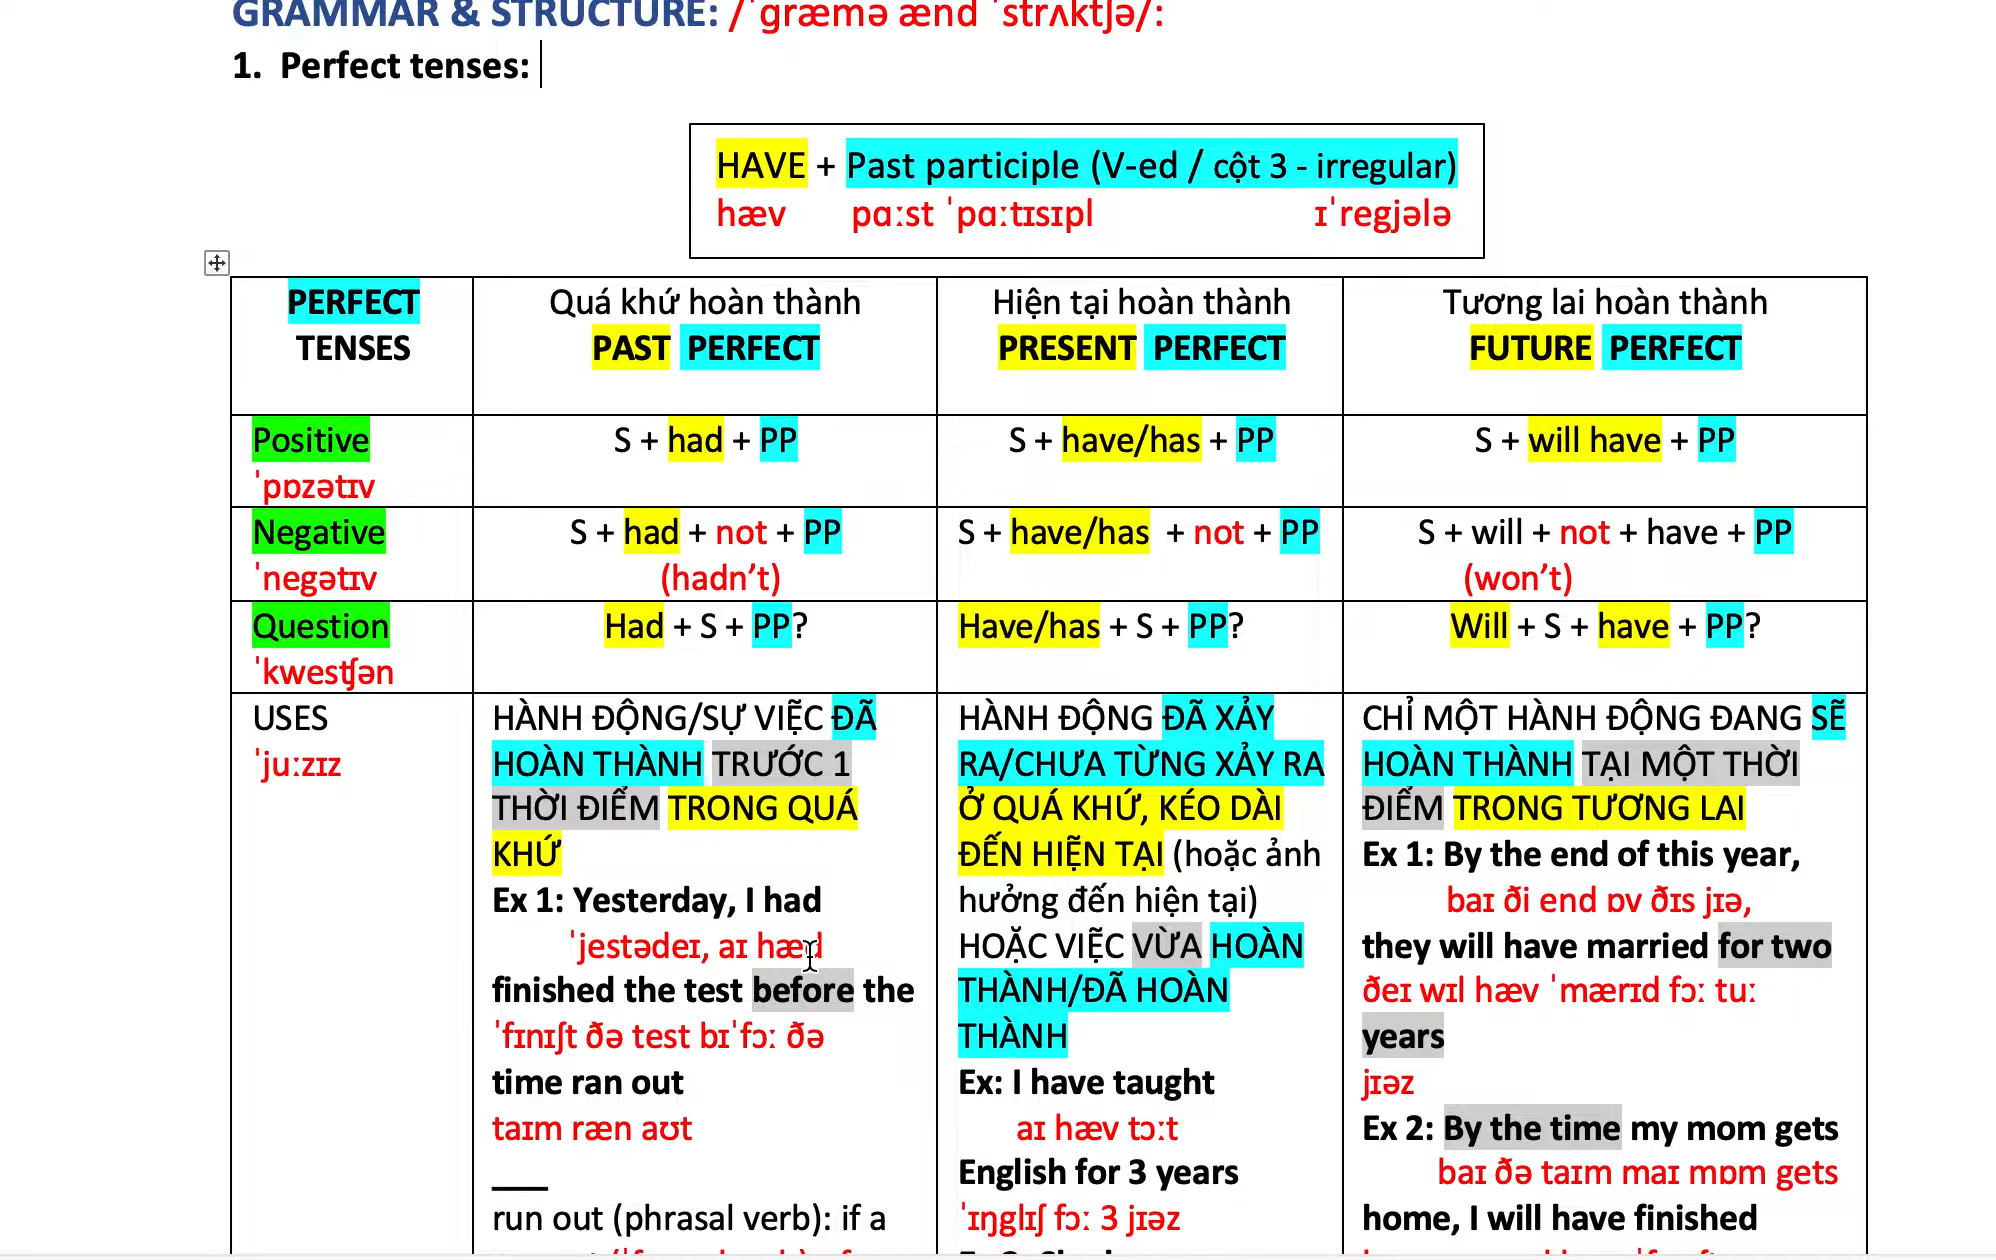 GRAMMAR & STRUCTURE: /ˈgræmə ænd ˈstrʌktʃə/:
1. Perfect tenses:
HAVE + Past participle (V-ed / cột 3 - irregular)
hæv pɑːst ˈpɑːtɪsɪpl ɪˈregjələ
PERFECT
TENSES
Quá khứ hoàn thành
PAST PERFECT
Hiện tại hoàn thành
PRESENT PERFECT
Tương lai hoàn thành
FUTURE PERFECT
Positive
ˈpɒzətɪv
S + had + PP
S + have/has + PP
S + will have + PP
Negative
ˈnegətɪv
S + had + not + PP
(hadn’t)
S + have/has + not + PP
S + will + not + have + PP
(won’t)
Question
ˈkwesʧən
Had + S + PP?
Have/has + S + PP?
Will + S + have + PP?
USES
ˈjuːzɪz
HÀNH ĐỘNG/SỰ VIỆC ĐÃ
HOÀN THÀNH TRƯỚC 1
THỜI ĐIỂM TRONG QUÁ
KHỨ
Ex 1: Yesterday, I had
ˈjestədeɪ, aɪ hæd
finished the test before the
ˈfɪnɪʃt ðə test bɪˈfɔː ðə
time ran out
taɪm ræn aʊt
___
run out (phrasal verb): if a
HÀNH ĐỘNG ĐÃ XẢY
RA/CHƯA TỪNG XẢY RA
Ở QUÁ KHỨ, KÉO DÀI
ĐẾN HIỆN TẠI (hoặc ảnh
hưởng đến hiện tại)
HOẶC VIỆC VỪA HOÀN
THÀNH/ĐÃ HOÀN
THÀNH
Ex: I have taught
aɪ hæv tɔːt
English for 3 years
ˈɪŋglɪʃ fɔː 3 jɪəz
CHỈ MỘT HÀNH ĐỘNG ĐANG SẼ
HOÀN THÀNH TẠI MỘT THỜI
ĐIỂM TRONG TƯƠNG LAI
Ex 1: By the end of this year,
baɪ ði end ɒv ðɪs jɪə,
they will have married for two
ðeɪ wɪl hæv ˈmærɪd fɔː tuː
years
jɪəz
Ex 2: By the time my mom gets
baɪ ðə taɪm maɪ mɒm gets
home, I will have finished